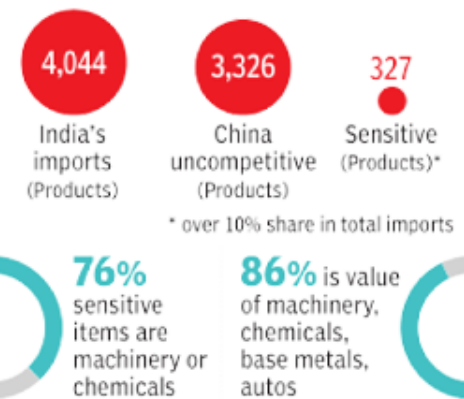 4,044
India's
imports
(Products)
3,326
China
uncompetitive
(Products)
327
Sensitive
(Products)*
* over 10% share in total imports
76%
sensitive
items are
machinery or
chemicals
86% is value
of machinery,
chemicals,
base metals,
autos